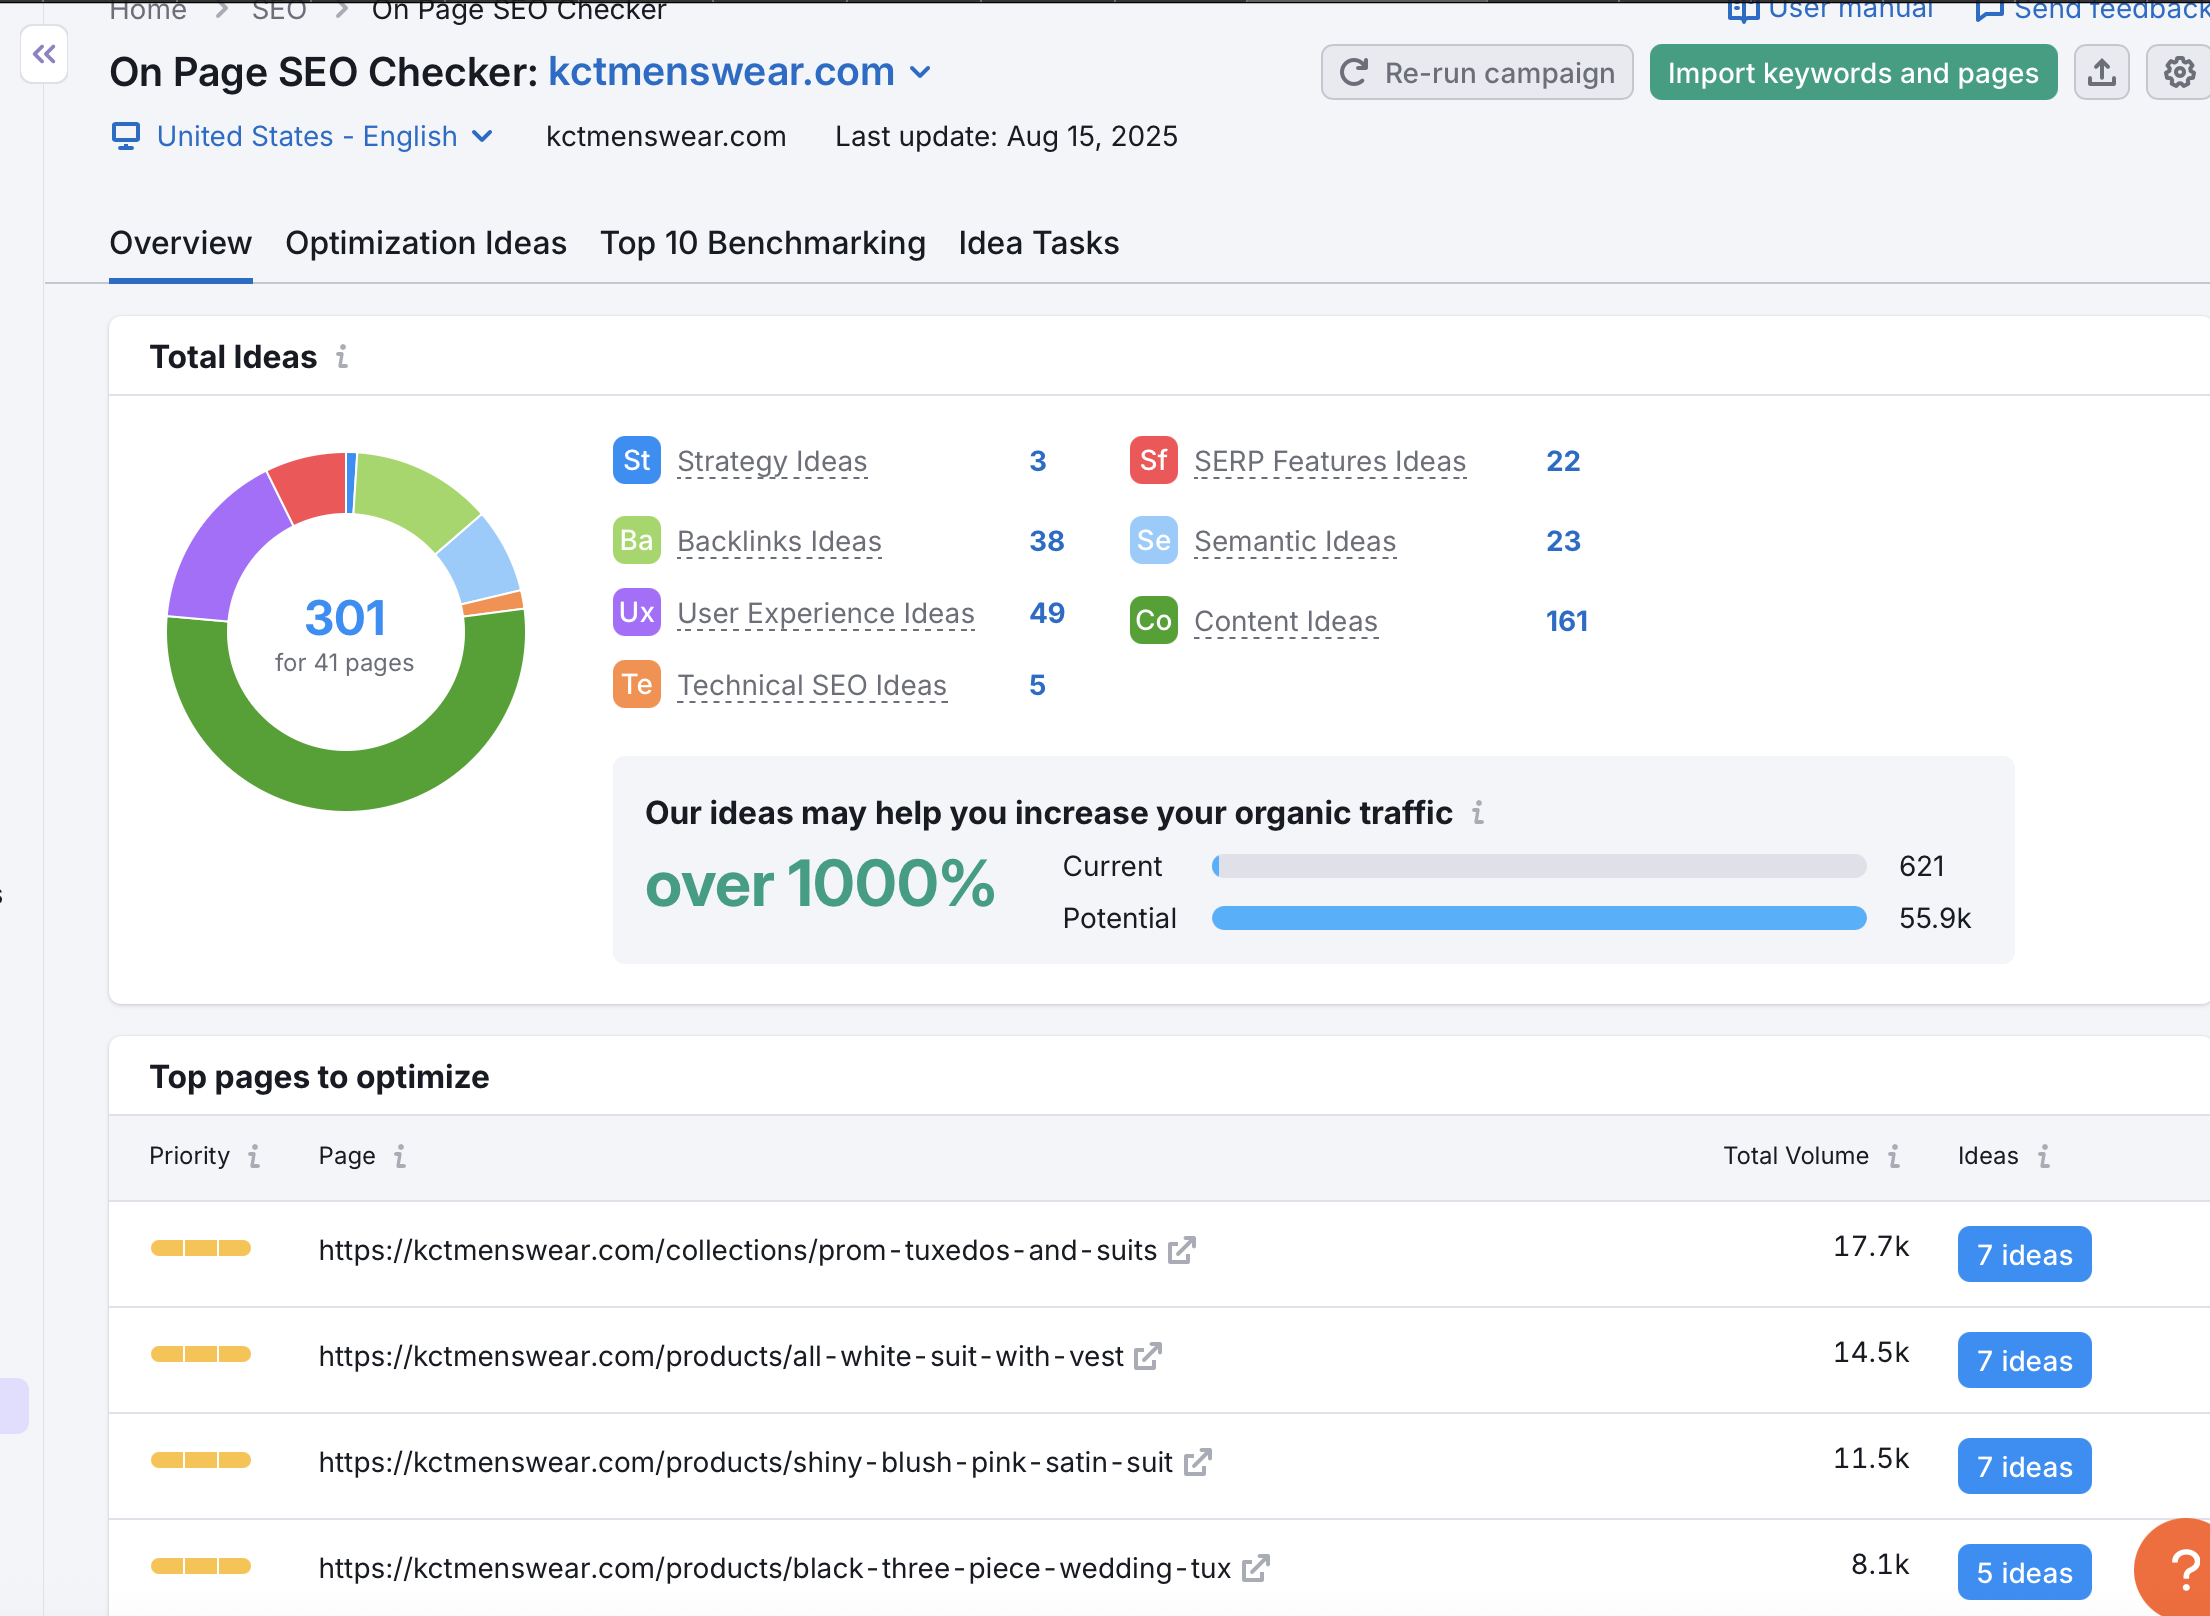 Home > SEO > On Page SEO Checker
User manual
Send feedback
On Page SEO Checker: kctmenswear.com
Re-run campaign
Import keywords and pages
United States - English
kctmenswear.com
Last update: Aug 15, 2025
Overview
Optimization Ideas
Top 10 Benchmarking
Idea Tasks
Total Ideas i
301
for 41 pages
St Strategy Ideas 3
Sf SERP Features Ideas 22
Ba Backlinks Ideas 38
Se Semantic Ideas 23
Ux User Experience Ideas 49
Co Content Ideas 161
Te Technical SEO Ideas 5
Our ideas may help you increase your organic traffic i
over 1000%
Current 621
Potential 55.9k
Top pages to optimize
Priority i Page i Total Volume i Ideas i
https://kctmenswear.com/collections/prom-tuxedos-and-suits 17.7k 7 ideas
https://kctmenswear.com/products/all-white-suit-with-vest 14.5k 7 ideas
https://kctmenswear.com/products/shiny-blush-pink-satin-suit 11.5k 7 ideas
https://kctmenswear.com/products/black-three-piece-wedding-tux 8.1k 5 ideas
?